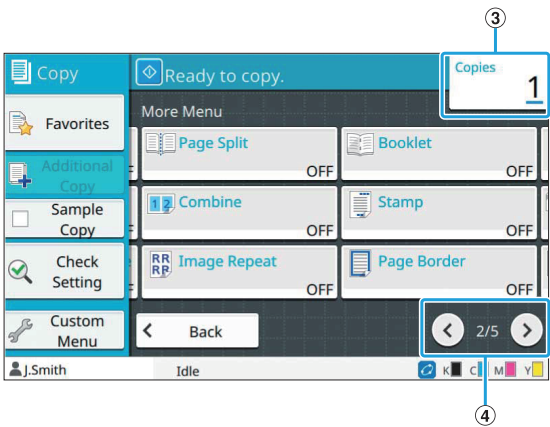 3
Copy
Ready to copy.
Copies
1
Favorites
More Menu
Page Split
OFF
Booklet
OFF
Additional
Copy
Combine
OFF
Stamp
OFF
Sample
Copy
Check
Setting
RR
RR
Image Repeat
OFF
Page Border
OFF
Custom
Menu
Back
2/5
J.Smith
Idle
K
C
M
Y
4